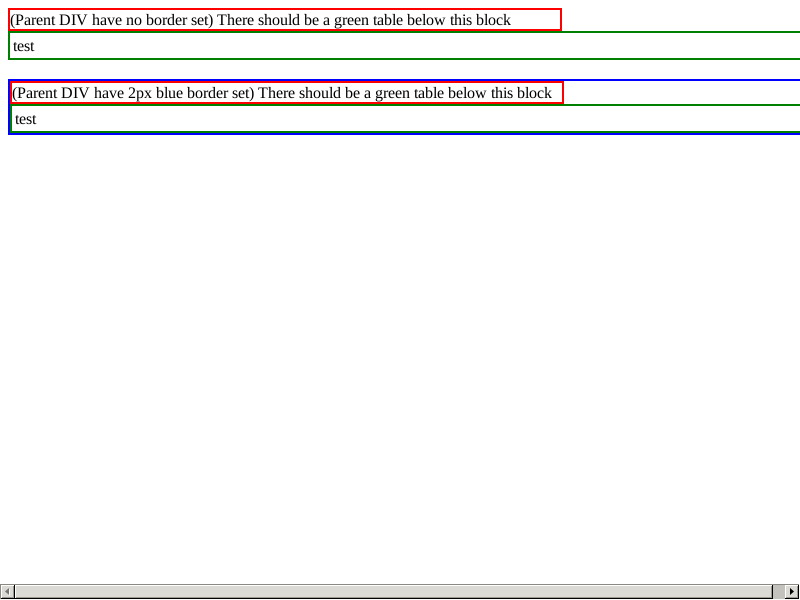 (Parent DIV have no border set) There should be a green table below this block
test
(Parent DIV have 2px blue border set) There should be a green table below this block
test